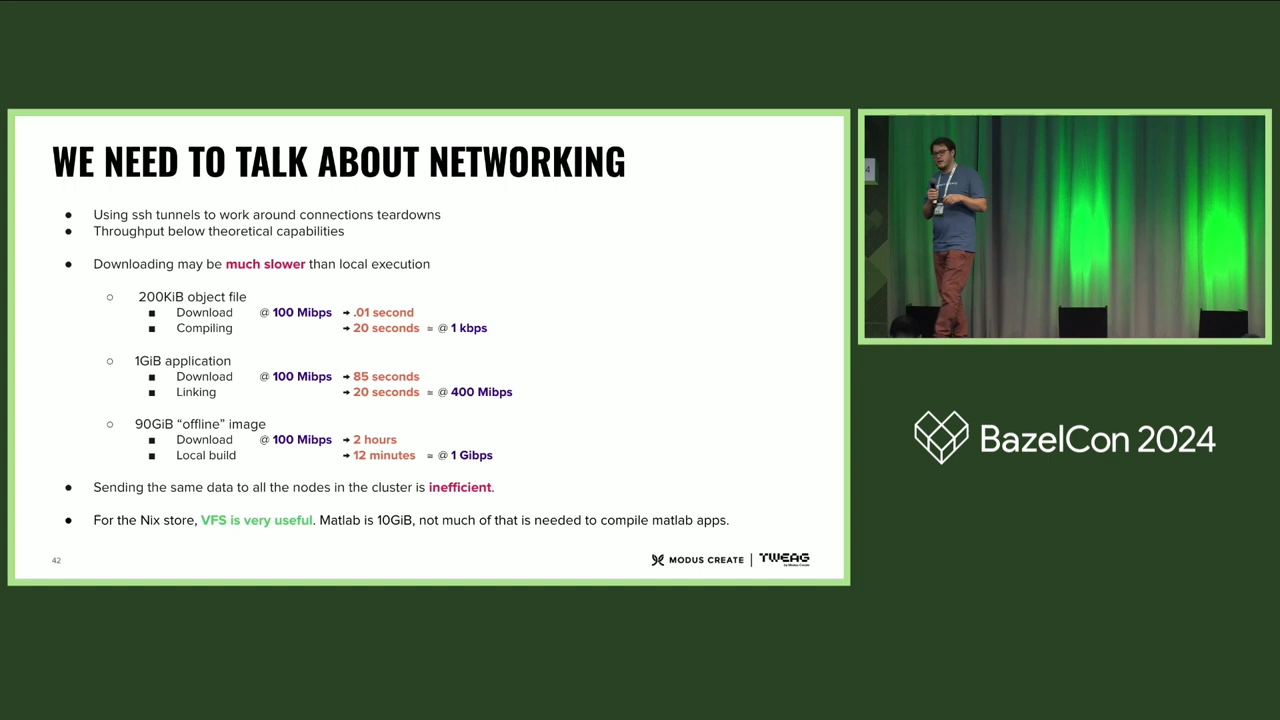 WE NEED TO TALK ABOUT NETWORKING
● Using ssh tunnels to work around connections teardowns
● Throughput below theoretical capabilities
● Downloading may be much slower than local execution
○ 200KiB object file
■ Download @ 100 Mibps → .01 second
■ Compiling → 20 seconds ≈ @ 1 kbps
○ 1GiB application
■ Download @ 100 Mibps → 85 seconds
■ Linking → 20 seconds ≈ @ 400 Mibps
○ 90GiB “offline” image
■ Download @ 100 Mibps → 2 hours
■ Local build → 12 minutes ≈ @ 1 Gibps
● Sending the same data to all the nodes in the cluster is inefficient.
● For the Nix store, VFS is very useful. Matlab is 10GiB, not much of that is needed to compile matlab apps.
42
MODUS CREATE | TWEAG
by Modus Create
4
BazelCon 2024